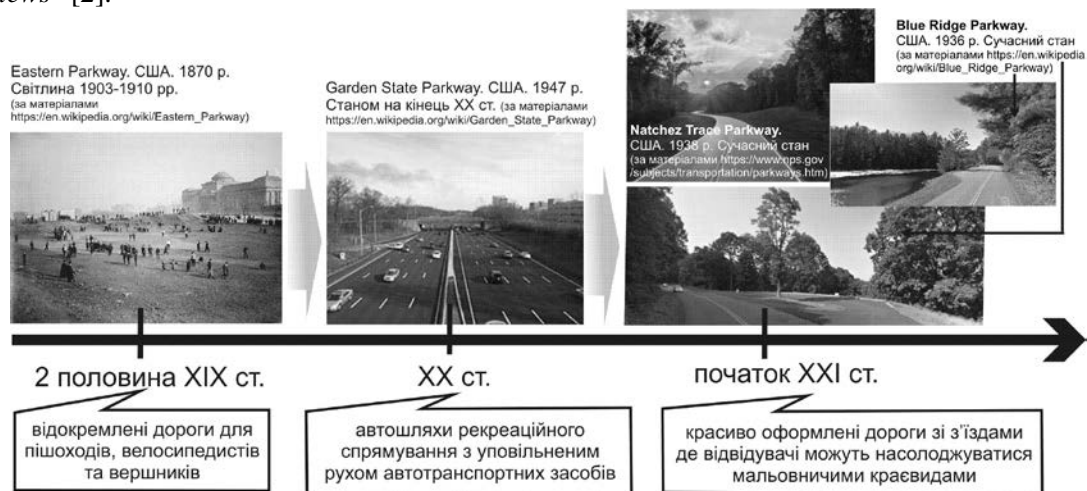 [2].
Eastern Parkway. США. 1870 р.
Світлина 1903-1910 рр.
(за матеріалами
https://en.wikipedia.org/wiki/Eastern_Parkway)
Garden State Parkway. США. 1947 р.
Станом на кінець ХХ ст. (за матеріалами
https://en.wikipedia.org/wiki/Garden_State_Parkway)
Natchez Trace Parkway.
США. 1938 р. Сучасний стан
(за матеріалами https://www.nps.gov
/subjects/transportation/parkways.htm)
Blue Ridge Parkway.
США. 1936 р. Сучасний стан
(за матеріалами https://en.wikipedia
org/wiki/Blue_Ridge_Parkway)
2 половина ХІХ ст.
ХХ ст.
початок ХХІ ст.
відокремлені дороги для
пішоходів, велосипедистів
та вершників
автошляхи рекреаційного
спрямування з уповільненим
рухом автотранспортних засобів
красиво оформлені дороги зі з’їздами
де відвідувачі можуть насолоджуватися
мальовничими краєвидами